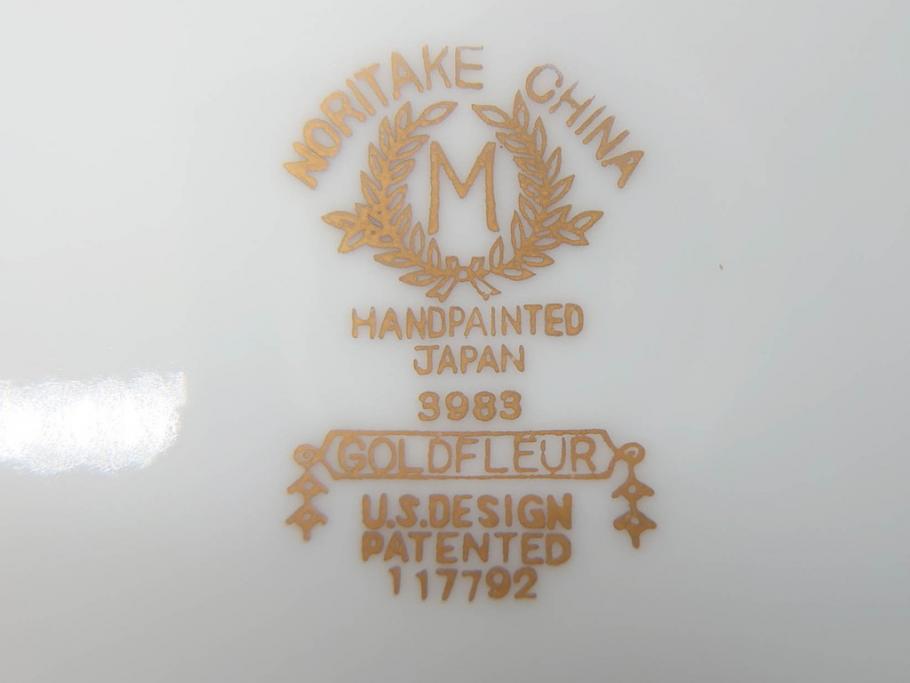 NORITAKE CHINA
M
HANDPAINTED
JAPAN
3983
GOLDFLEUR
U.S.DESIGN
PATENTED
117792